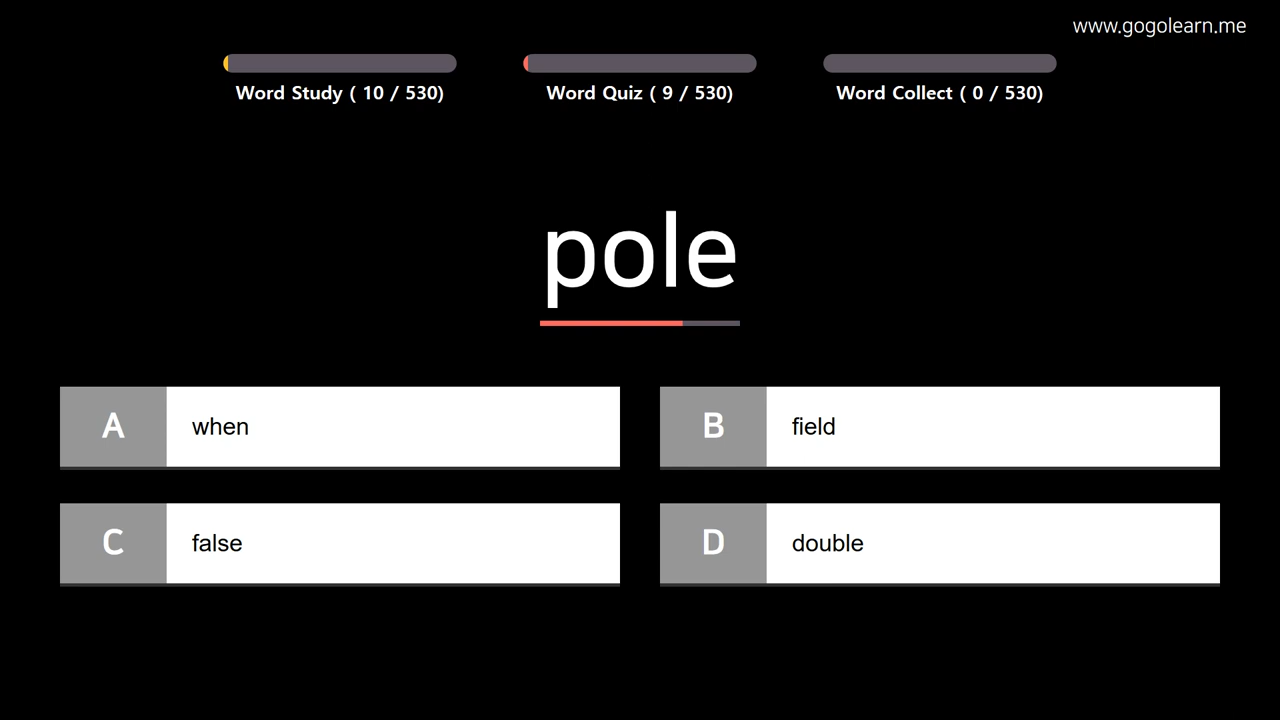 www.gogolearn.me
Word Study ( 10 / 530)
Word Quiz ( 9 / 530)
Word Collect ( 0 / 530)
pole
A when
B field
C false
D double